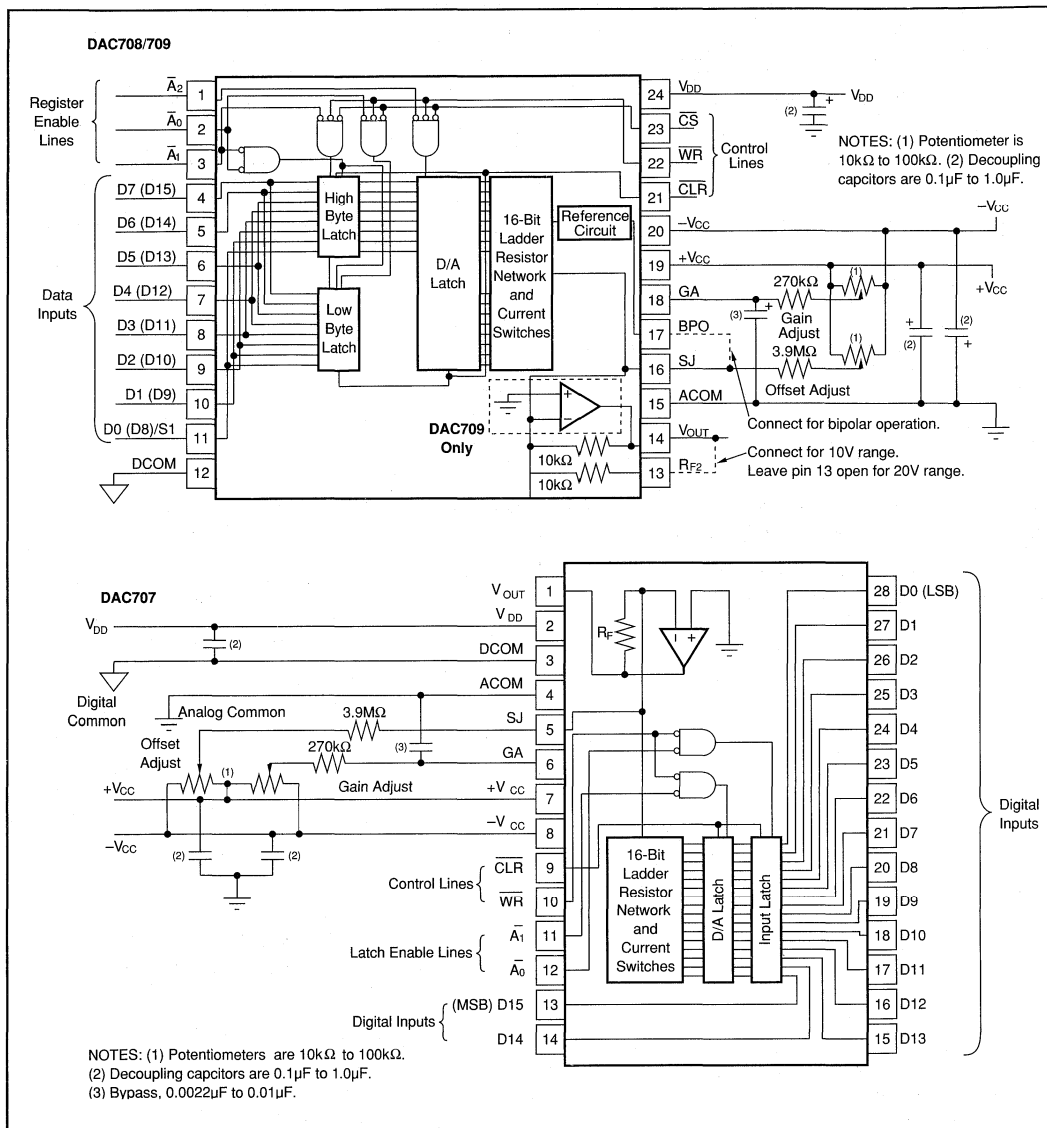 DAC708/709
Register
Enable
Lines
A̅2
A̅0
A̅1
1
2
3
Data
Inputs
D7 (D15)
D6 (D14)
D5 (D13)
D4 (D12)
D3 (D11)
D2 (D10)
D1 (D9)
D0 (D8)/S1
DCOM
4
5
6
7
8
9
10
11
12
High
Byte
Latch
Low
Byte
Latch
D/A
Latch
16-Bit
Ladder
Resistor
Network
and
Current
Switches
Reference
Circuit
DAC709
Only
+
−
10kΩ
10kΩ
24
23
22
21
20
19
18
17
16
15
14
13
VDD
C̅S̅
W̅R̅
C̅L̅R̅
−VCC
+VCC
GA
BPO
SJ
ACOM
VOUT
RF2
Control
Lines
(2)
+
VDD
NOTES: (1) Potentiometer is
10kΩ to 100kΩ. (2) Decoupling
capcitors are 0.1µF to 1.0µF.
−VCC
+VCC
270kΩ
(1)
Gain
Adjust
(3)
+
3.9MΩ
(1)
Offset Adjust
+
(2)
(2)
+
Connect for bipolar operation.
Connect for 10V range.
Leave pin 13 open for 20V range.
DAC707
VDD
(2)
Digital
Common
Analog Common
3.9MΩ
Offset
Adjust
270kΩ
(3)
(1)
Gain Adjust
+VCC
−VCC
(2)
(2)
Control Lines
Latch Enable Lines
Digital Inputs
VOUT
VDD
DCOM
ACOM
SJ
GA
+VCC
−VCC
C̅L̅R̅
W̅R̅
A̅1
A̅0
(MSB) D15
D14
1
2
3
4
5
6
7
8
9
10
11
12
13
14
RF
− +
16-Bit
Ladder
Resistor
Network
and
Current
Switches
D/A Latch
Input Latch
28 D0 (LSB)
27 D1
26 D2
25 D3
24 D4
23 D5
22 D6
21 D7
20 D8
19 D9
18 D10
17 D11
16 D12
15 D13
Digital
Inputs
NOTES: (1) Potentiometers are 10kΩ to 100kΩ.
(2) Decoupling capcitors are 0.1µF to 1.0µF.
(3) Bypass, 0.0022µF to 0.01µF.